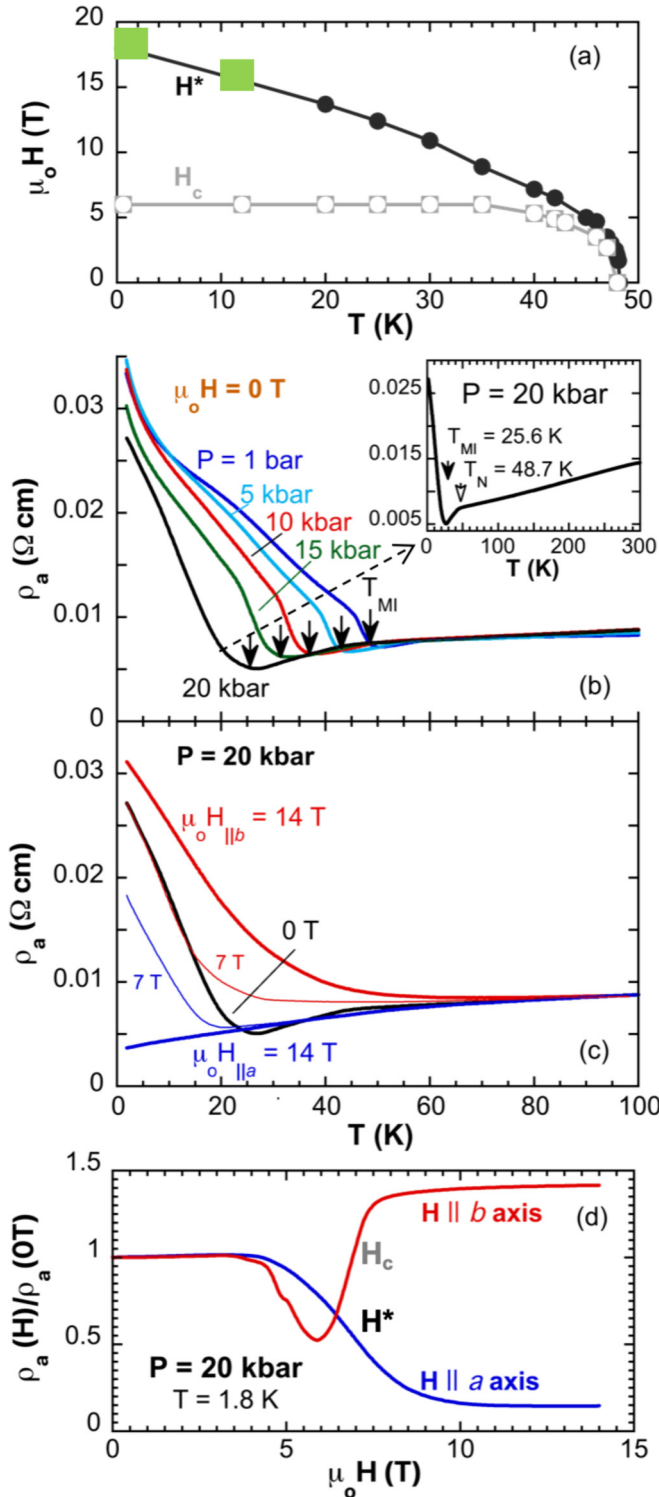 20
15
10
5
0
μoH (T)
(a)
H*
Hc
0 10 20 30 40 50
T (K)
0.03
0.02
0.01
0
ρa (Ω cm)
μoH = 0 T
P = 1 bar
5 kbar
10 kbar
15 kbar
20 kbar
TMI
(b)
0.025
0.015
0.005
P = 20 kbar
TMI = 25.6 K
TN = 48.7 K
0 100 200 300
T (K)
0.03
0.02
0.01
0
ρa (Ω cm)
P = 20 kbar
μoH||b = 14 T
0 T
7 T
7 T
μoH||a = 14 T
(c)
0 20 40 60 80 100
T (K)
1.5
1
0.5
0
ρa (H)/ρa (0T)
H || b axis
(d)
Hc
H*
P = 20 kbar
T = 1.8 K
H || a axis
0 5 10 15
μoH (T)